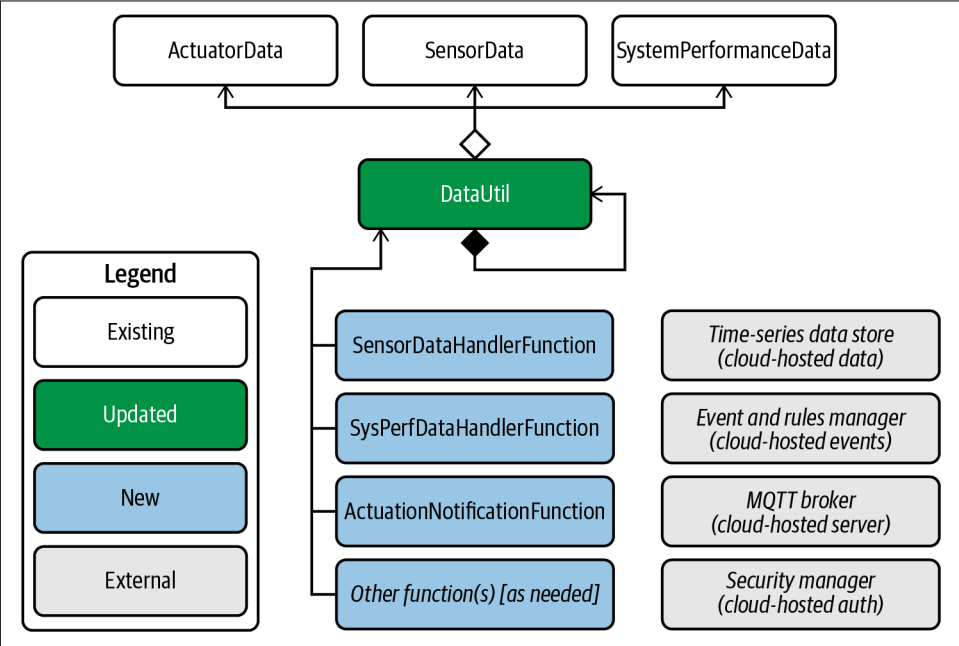 ActuatorData
SensorData
SystemPerformanceData
DataUtil
Legend
Existing
Updated
New
External
SensorDataHandlerFunction
SysPerfDataHandlerFunction
ActuationNotificationFunction
Other function(s) [as needed]
Time-series data store
(cloud-hosted data)
Event and rules manager
(cloud-hosted events)
MQTT broker
(cloud-hosted server)
Security manager
(cloud-hosted auth)